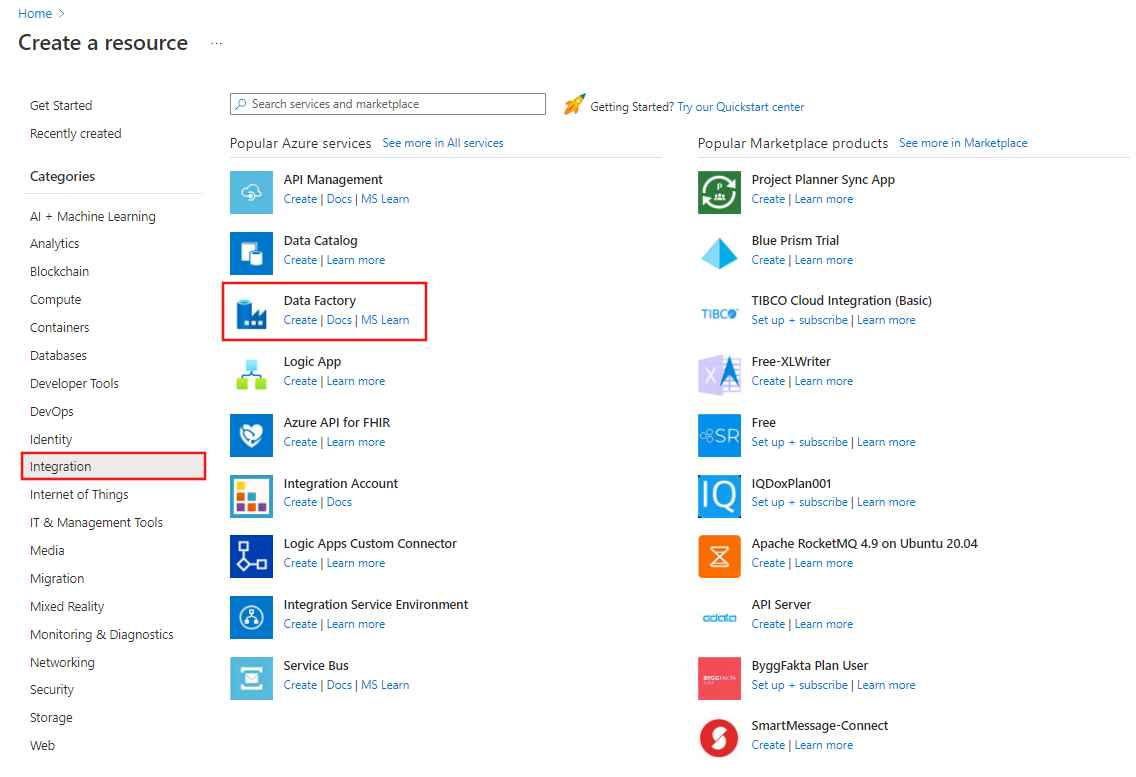 Home >
Create a resource ...
Get Started
Recently created
Categories
AI + Machine Learning
Analytics
Blockchain
Compute
Containers
Databases
Developer Tools
DevOps
Identity
Integration
Internet of Things
IT & Management Tools
Media
Migration
Mixed Reality
Monitoring & Diagnostics
Networking
Security
Storage
Web
Search services and marketplace
Getting Started? Try our Quickstart center
Popular Azure services See more in All services
API Management
Create | Docs | MS Learn
Data Catalog
Create | Learn more
Data Factory
Create | Docs | MS Learn
Logic App
Create | Learn more
Azure API for FHIR
Create | Learn more
Integration Account
Create | Docs
Logic Apps Custom Connector
Create | Learn more
Integration Service Environment
Create | Learn more
Service Bus
Create | Docs | MS Learn
Popular Marketplace products See more in Marketplace
P
Project Planner Sync App
Create | Learn more
Blue Prism Trial
Create | Learn more
TIBCO
TIBCO Cloud Integration (Basic)
Set up + subscribe | Learn more
X
Free-XLWriter
Create | Learn more
SR
Free
Set up + subscribe | Learn more
IQ
IQDoxPlan001
Set up + subscribe | Learn more
Apache RocketMQ 4.9 on Ubuntu 20.04
Create | Learn more
cdata
API Server
Create | Learn more
BYGGFAKTA
ByggFakta Plan User
Set up + subscribe | Learn more
SmartMessage-Connect
Create | Learn more